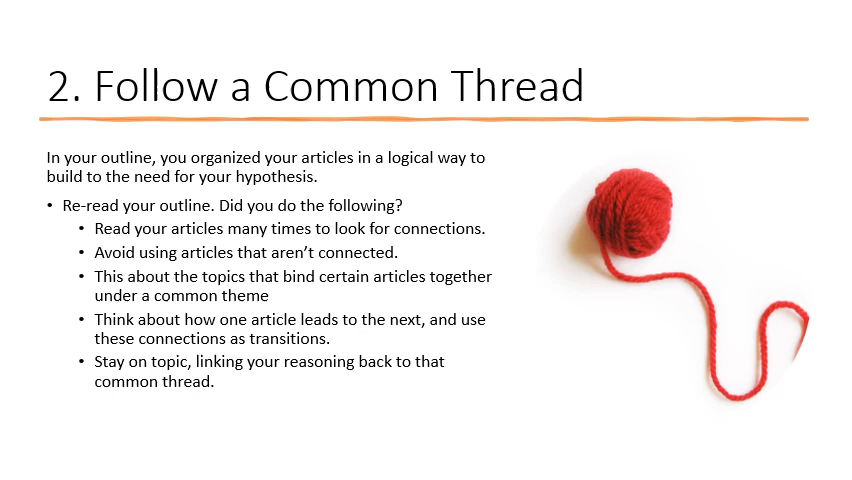 2. Follow a Common Thread
In your outline, you organized your articles in a logical way to
build to the need for your hypothesis.
• Re-read your outline. Did you do the following?
• Read your articles many times to look for connections.
• Avoid using articles that aren’t connected.
• This about the topics that bind certain articles together
under a common theme
• Think about how one article leads to the next, and use
these connections as transitions.
• Stay on topic, linking your reasoning back to that
common thread.